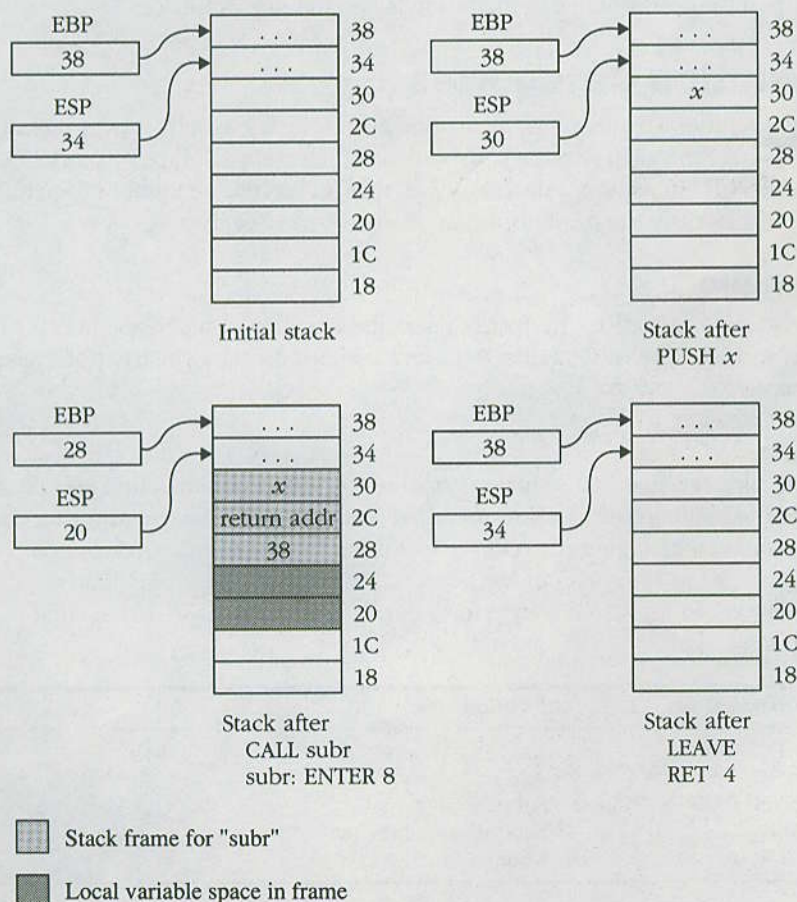 EBP
38
ESP
34
. . .
. . .
38
34
30
2C
28
24
20
1C
18
Initial stack
EBP
38
ESP
30
. . .
. . .
x
38
34
30
2C
28
24
20
1C
18
Stack after
PUSH x
EBP
28
ESP
20
. . .
. . .
x
return addr
38
38
34
30
2C
28
24
20
1C
18
Stack after
CALL subr
subr: ENTER 8
EBP
38
ESP
34
. . .
. . .
38
34
30
2C
28
24
20
1C
18
Stack after
LEAVE
RET 4
Stack frame for "subr"
Local variable space in frame